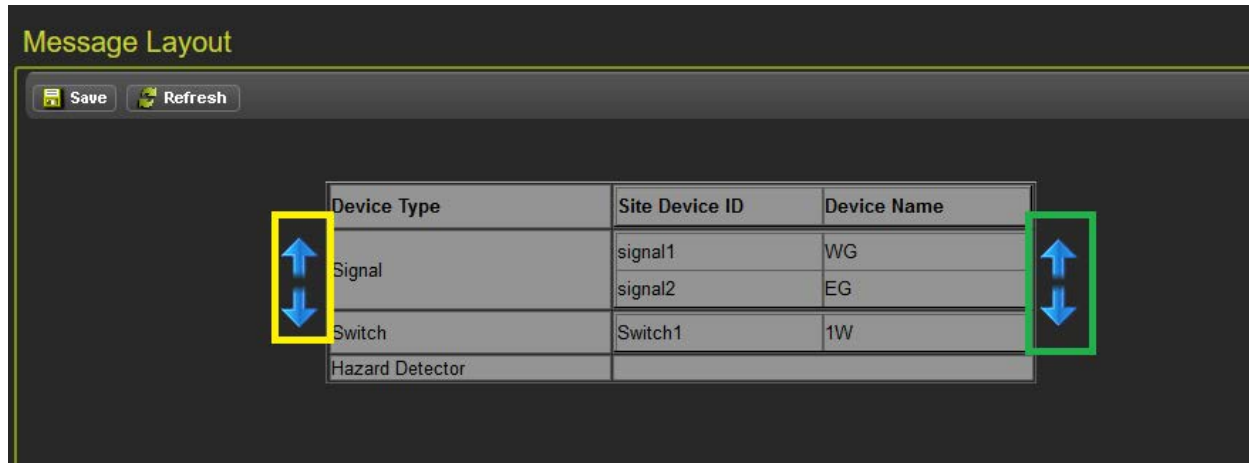 Message Layout
Save Refresh
Device Type Site Device ID Device Name
Signal signal1 WG
signal2 EG
Switch Switch1 1W
Hazard Detector